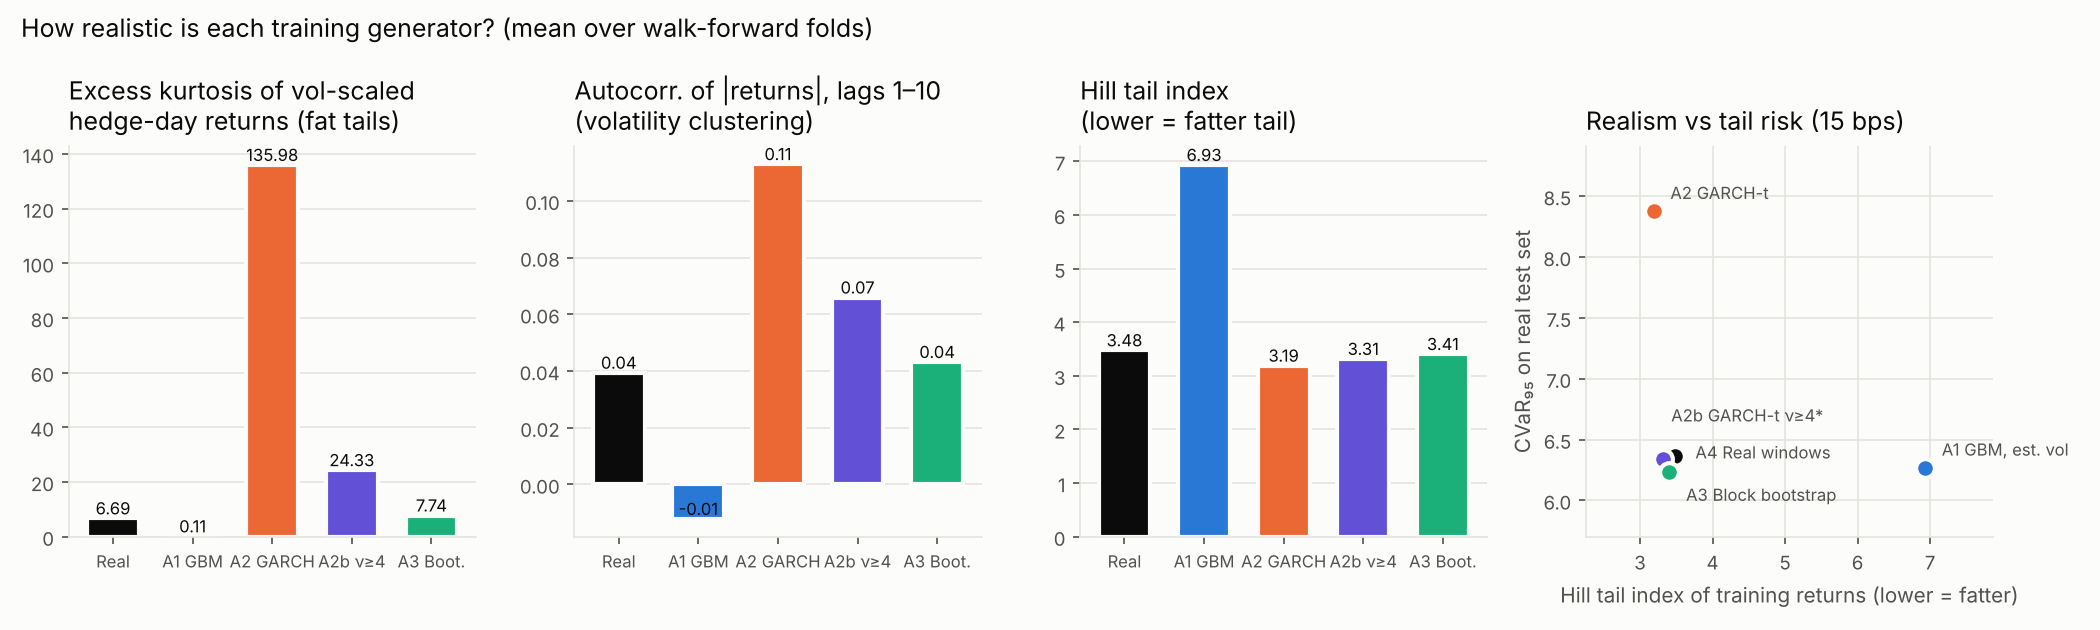 How realistic is each training generator? (mean over walk-forward folds)
Excess kurtosis of vol-scaled
hedge-day returns (fat tails)
140
120
100
80
60
40
20
0
6.69
0.11
135.98
24.33
7.74
Real
A1 GBM
A2 GARCH
A2b v≥4
A3 Boot.
Autocorr. of |returns|, lags 1–10
(volatility clustering)
0.10
0.08
0.06
0.04
0.02
0.00
0.04
-0.01
0.11
0.07
0.04
Real
A1 GBM
A2 GARCH
A2b v≥4
A3 Boot.
Hill tail index
(lower = fatter tail)
7
6
5
4
3
2
1
0
3.48
6.93
3.19
3.31
3.41
Real
A1 GBM
A2 GARCH
A2b v≥4
A3 Boot.
Realism vs tail risk (15 bps)
CVaR₉₅ on real test set
8.5
8.0
7.5
7.0
6.5
6.0
A2 GARCH-t
A2b GARCH-t v≥4*
A4 Real windows
A1 GBM, est. vol
A3 Block bootstrap
3
4
5
6
7
Hill tail index of training returns (lower = fatter)